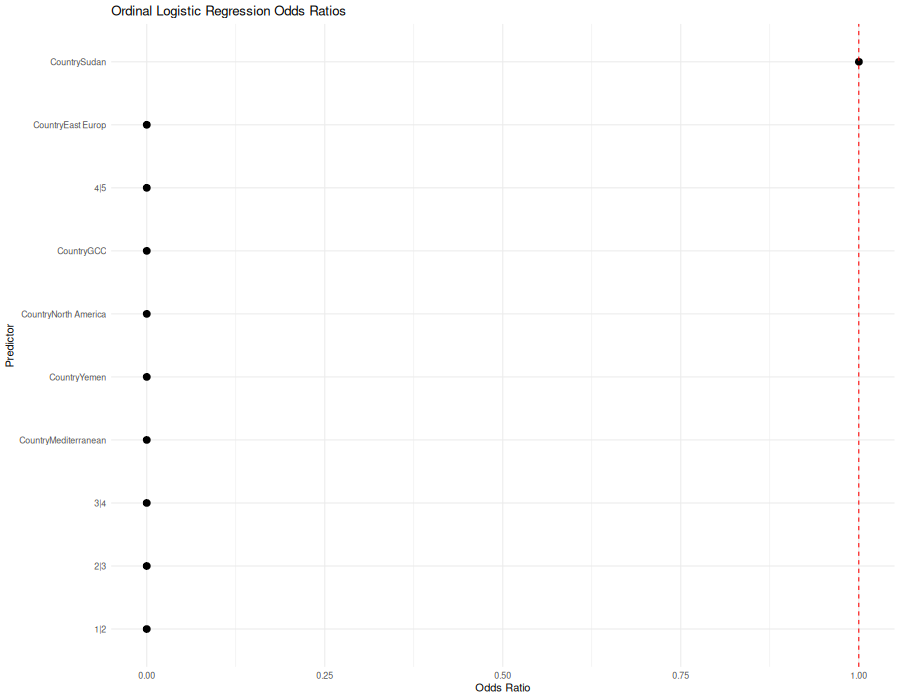 Ordinal Logistic Regression Odds Ratios
CountrySudan
CountryEast Europ
4|5
CountryGCC
CountryNorth America
CountryYemen
CountryMediterranean
3|4
2|3
1|2
Predictor
0.00 0.25 0.50 0.75 1.00
Odds Ratio